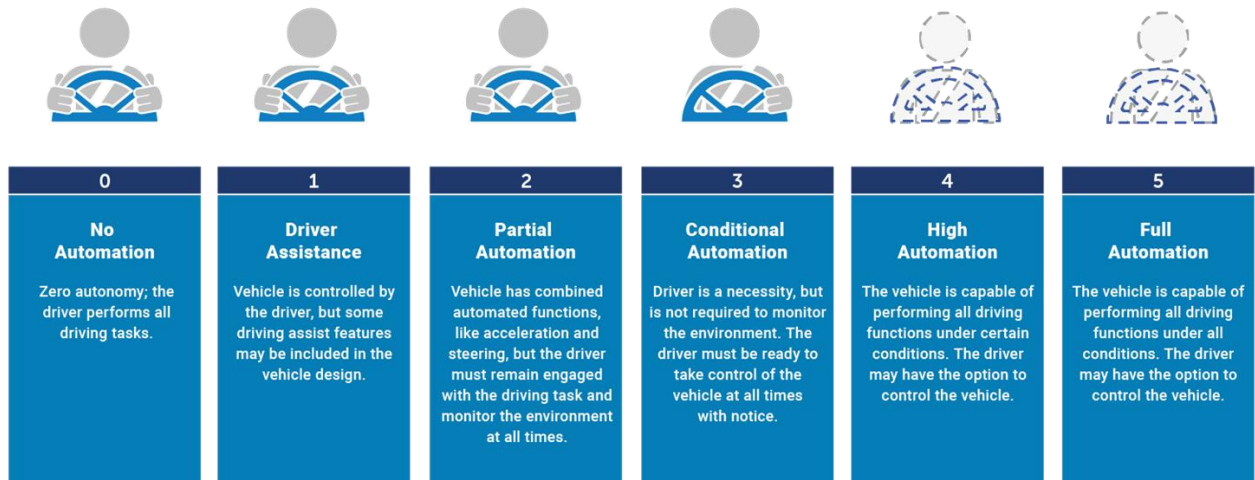 0
No
Automation
Zero autonomy; the
driver performs all
driving tasks.
1
Driver
Assistance
Vehicle is controlled by
the driver, but some
driving assist features
may be included in the
vehicle design.
2
Partial
Automation
Vehicle has combined
automated functions,
like acceleration and
steering, but the driver
must remain engaged
with the driving task and
monitor the environment
at all times.
3
Conditional
Automation
Driver is a necessity, but
is not required to monitor
the environment. The
driver must be ready to
take control of the
vehicle at all times
with notice.
4
High
Automation
The vehicle is capable of
performing all driving
functions under certain
conditions. The driver
may have the option to
control the vehicle.
5
Full
Automation
The vehicle is capable of
performing all driving
functions under all
conditions. The driver
may have the option to
control the vehicle.